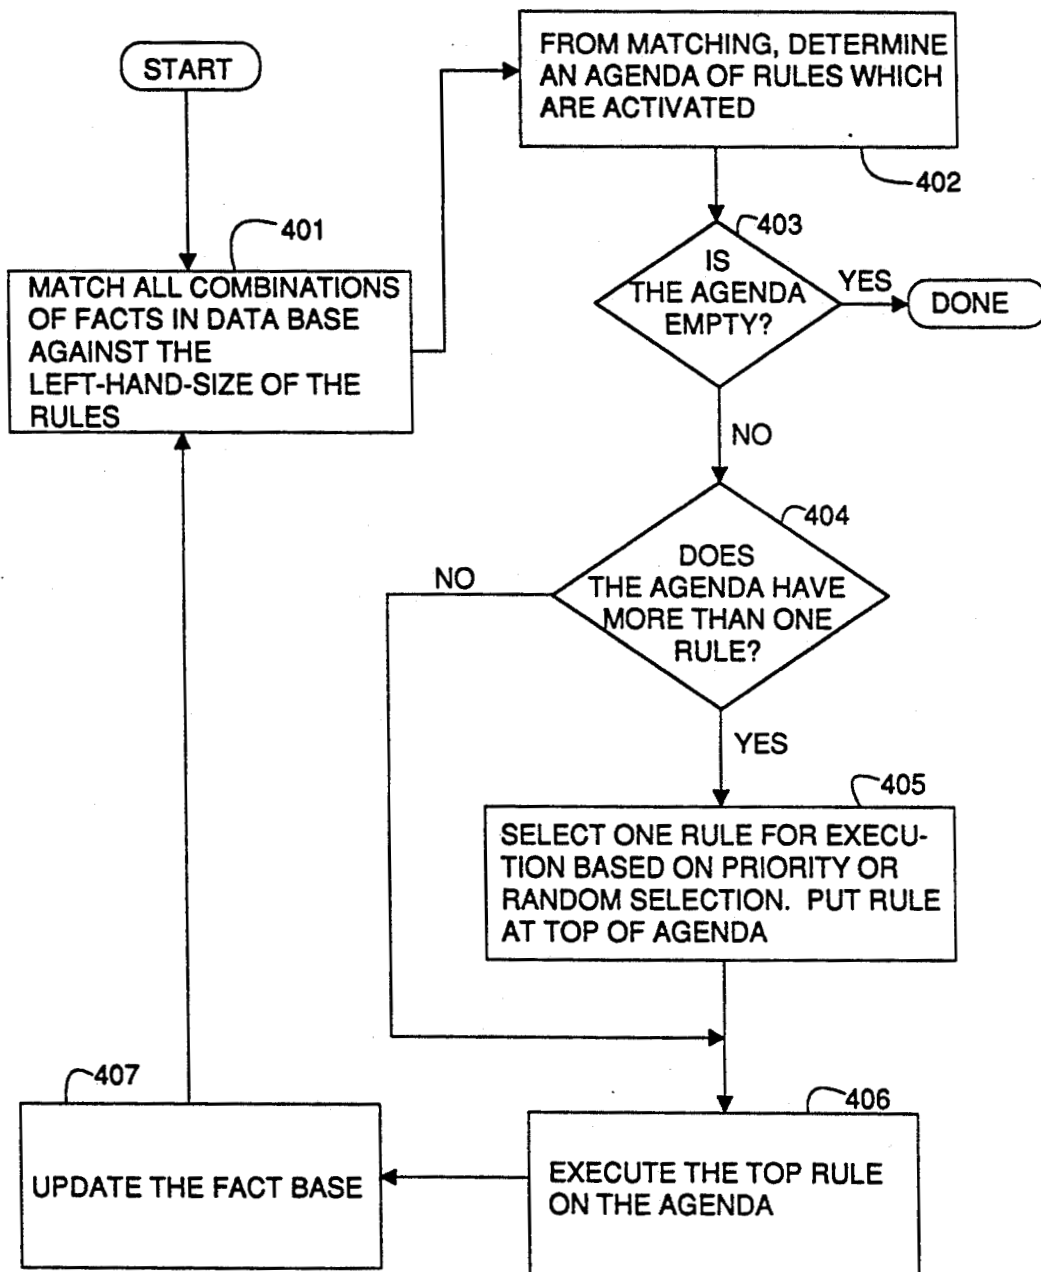 START
401
MATCH ALL COMBINATIONS
OF FACTS IN DATA BASE
AGAINST THE
LEFT-HAND-SIZE OF THE
RULES
FROM MATCHING, DETERMINE
AN AGENDA OF RULES WHICH
ARE ACTIVATED
402
403
IS
THE AGENDA
EMPTY?
YES
DONE
NO
404
DOES
THE AGENDA HAVE
MORE THAN ONE
RULE?
NO
YES
405
SELECT ONE RULE FOR EXECU-
TION BASED ON PRIORITY OR
RANDOM SELECTION. PUT RULE
AT TOP OF AGENDA
406
EXECUTE THE TOP RULE
ON THE AGENDA
407
UPDATE THE FACT BASE